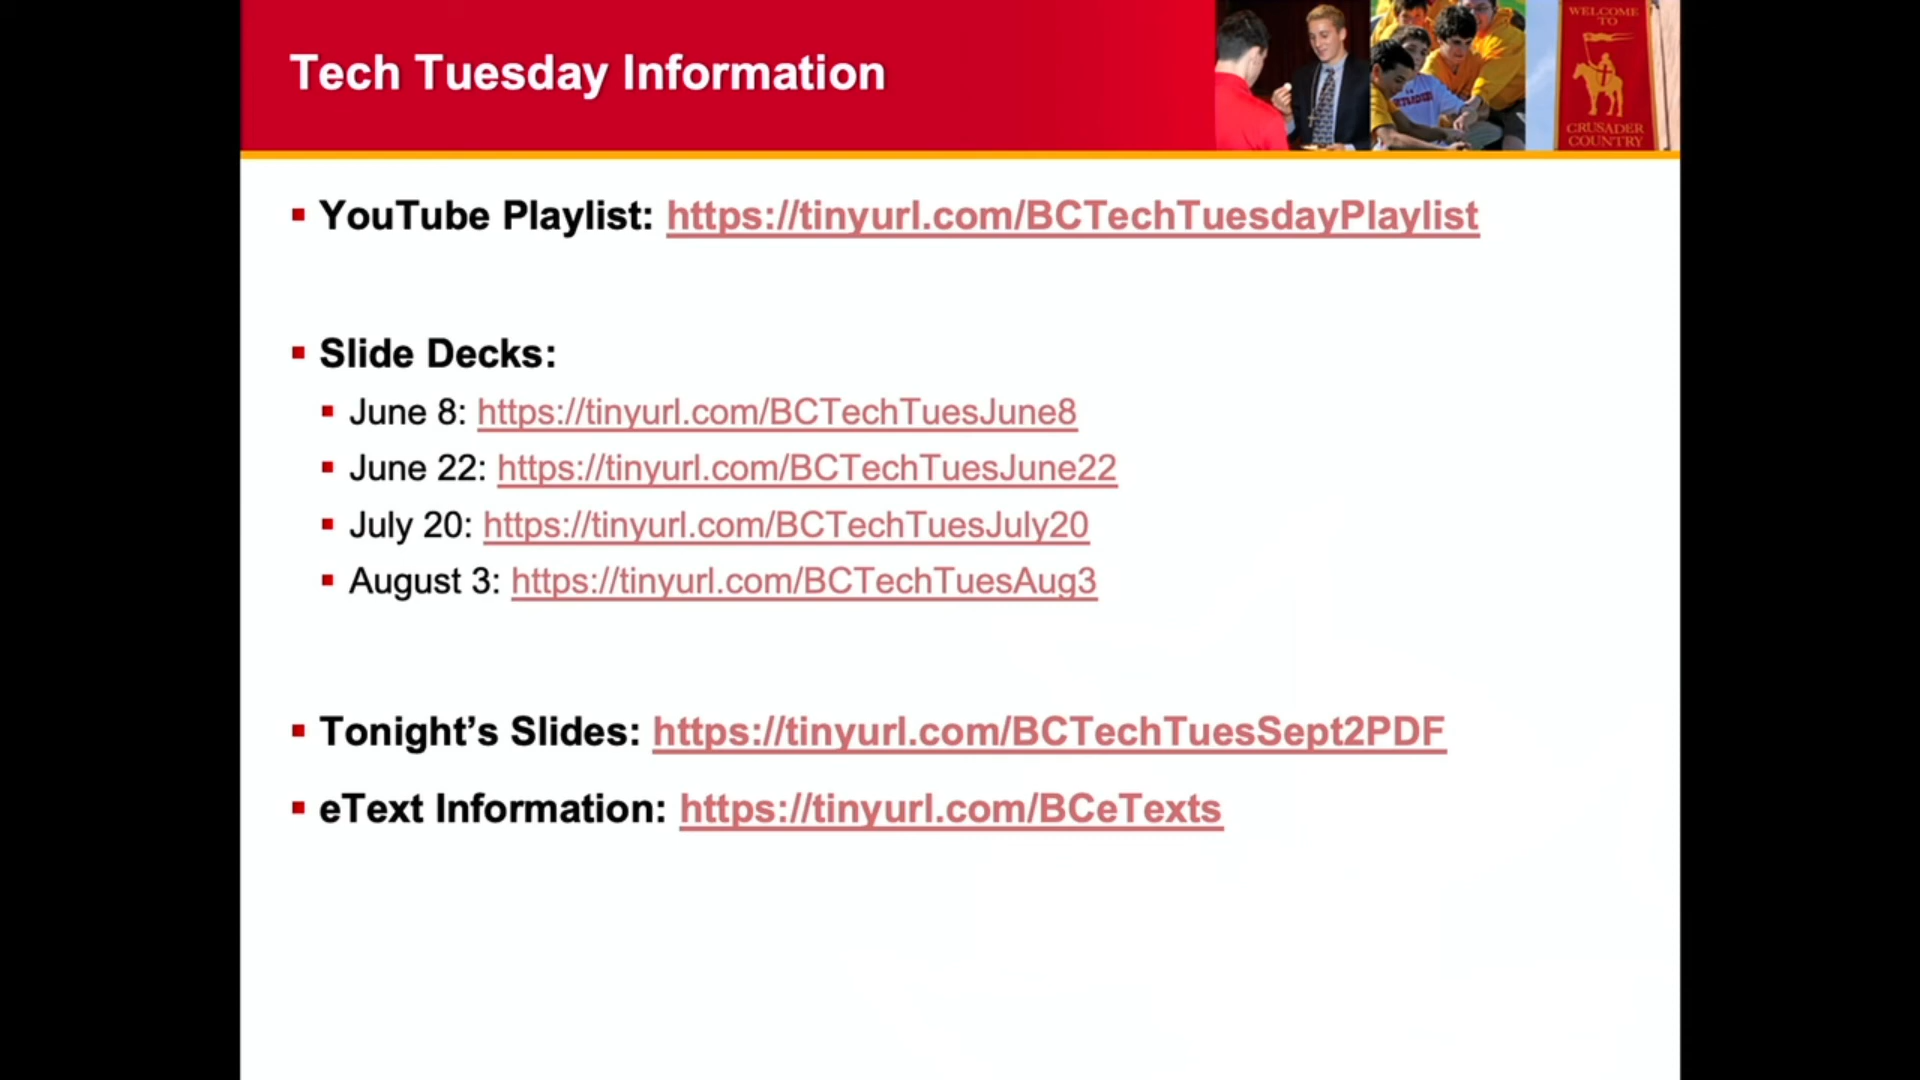 Tech Tuesday Information
WELCOME
TO
CRUSADER
COUNTRY
YouTube Playlist: https://tinyurl.com/BCTechTuesdayPlaylist
Slide Decks:
June 8: https://tinyurl.com/BCTechTuesJune8
June 22: https://tinyurl.com/BCTechTuesJune22
July 20: https://tinyurl.com/BCTechTuesJuly20
August 3: https://tinyurl.com/BCTechTuesAug3
Tonight’s Slides: https://tinyurl.com/BCTechTuesSept2PDF
eText Information: https://tinyurl.com/BCeTexts